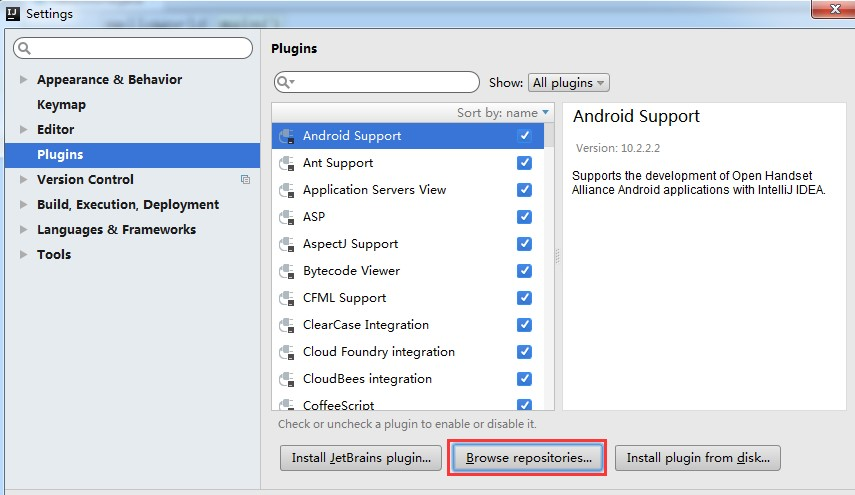 Settings
Appearance & Behavior
Keymap
Editor
Plugins
Version Control
Build, Execution, Deployment
Languages & Frameworks
Tools
Plugins
Show: All plugins
Sort by: name
Android Support
Ant Support
Application Servers View
ASP
AspectJ Support
Bytecode Viewer
CFML Support
ClearCase Integration
Cloud Foundry integration
CloudBees integration
CoffeeScript
Check or uncheck a plugin to enable or disable it.
Install JetBrains plugin...
Browse repositories...
Install plugin from disk...
Android Support
Version: 10.2.2.2
Supports the development of Open Handset
Alliance Android applications with IntelliJ IDEA.